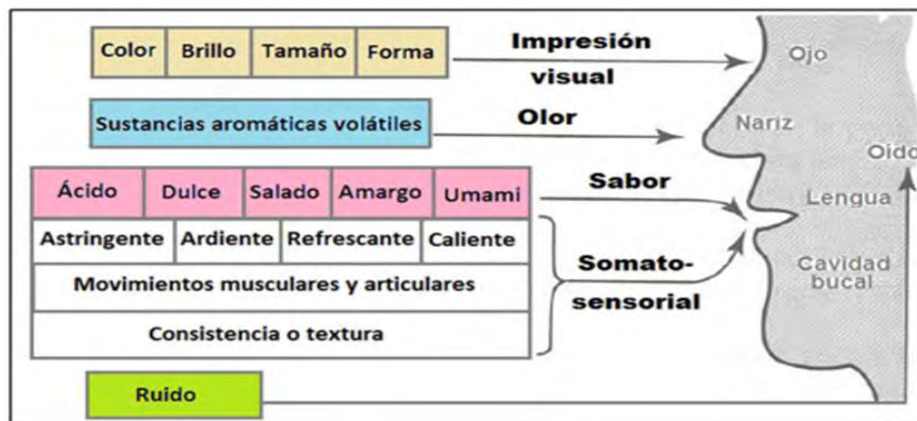 Color Brillo Tamaño Forma
Impresión
visual
Ojo
Sustancias aromáticas volátiles
Olor
Nariz
Oído
Ácido Dulce Salado Amargo Umami
Sabor
Lengua
Astringente Ardiente Refrescante Caliente
Movimientos musculares y articulares
Consistencia o textura
Somato-
sensorial
Cavidad
bucal
Ruido